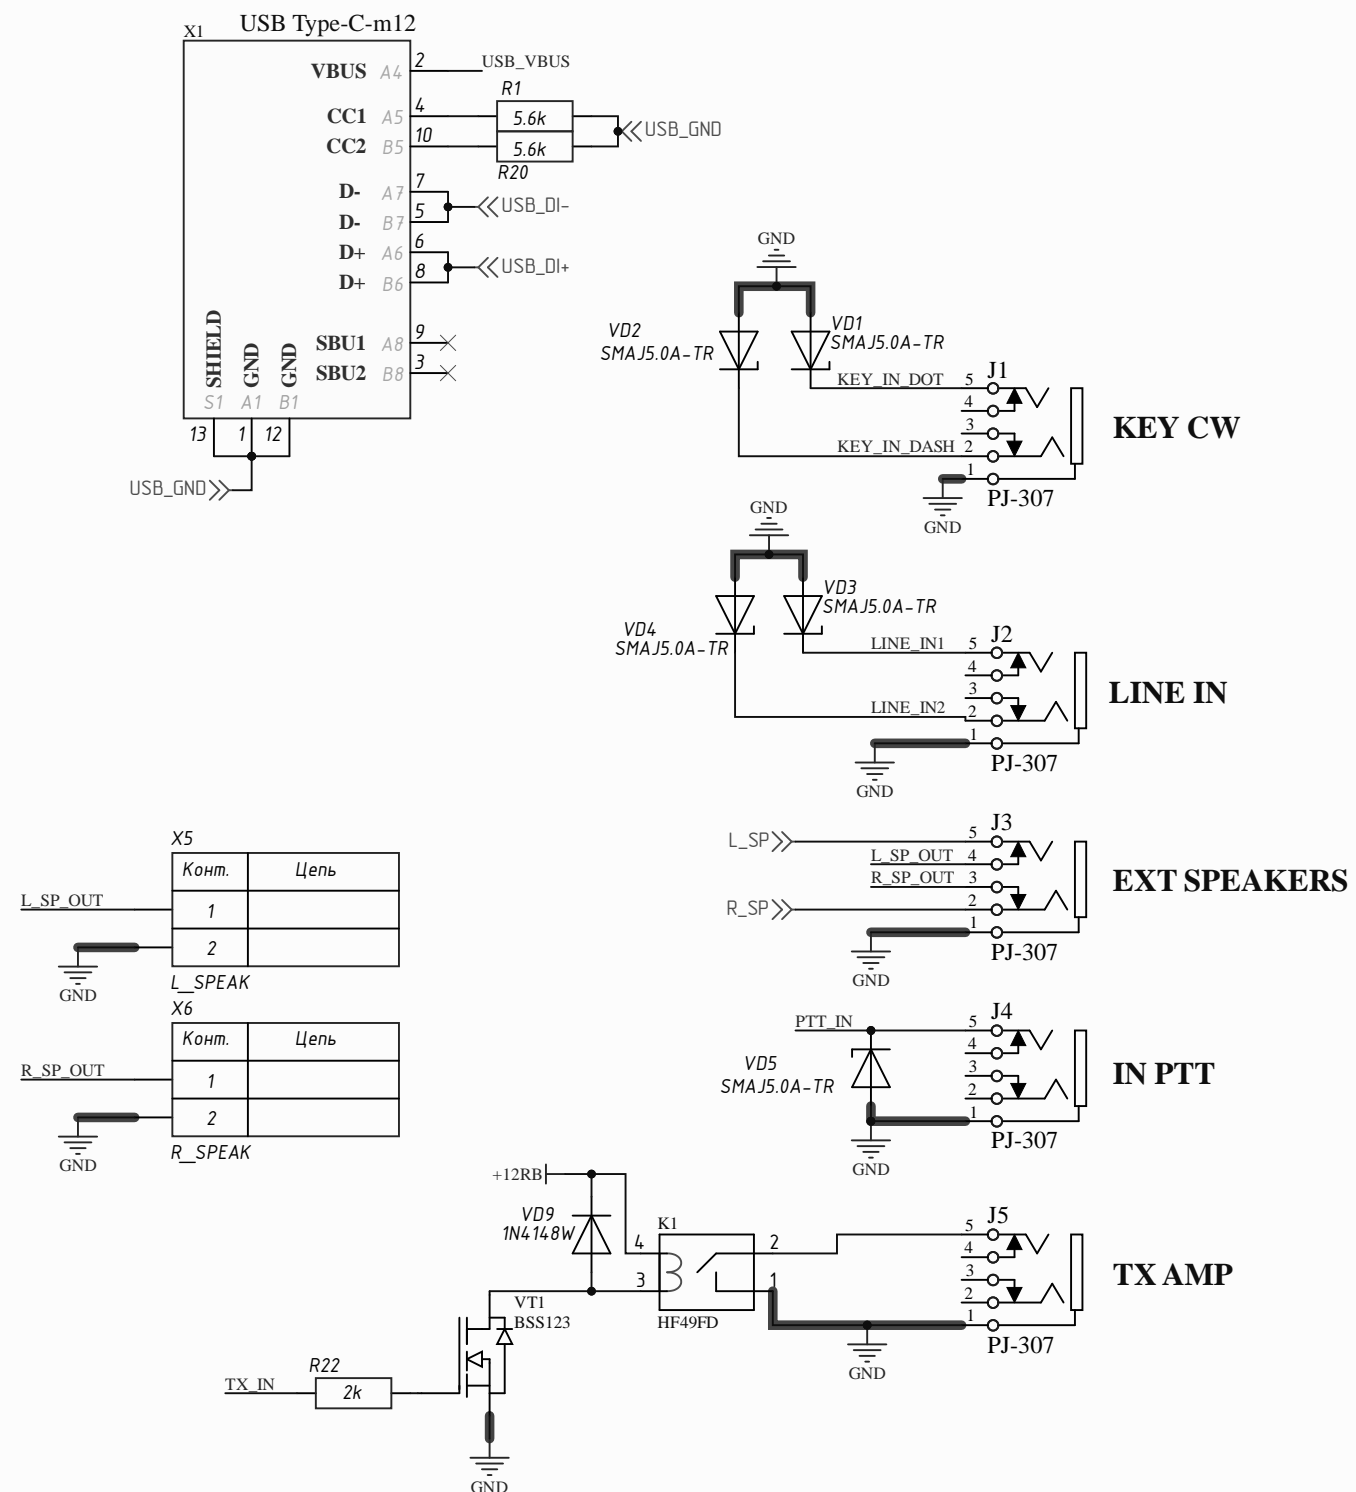 X1 USB Type-C-m12
VBUS A4 2 USB_VBUS
R1
CC1 A5 4 5.6k
USB_GND
CC2 B5 10 5.6k
R20
D- A7 7
USB_DI-
D- B7 5
D+ A6 6
USB_DI+
D+ B6 8
SBU1 A8 9
SBU2 B8 3
SHIELD GND GND
S1 A1 B1
13 1 12
USB_GND
GND
VD2
SMAJ5.0A-TR
VD1
SMAJ5.0A-TR
KEY_IN_DOT 5 J1
4
3
KEY_IN_DASH 2
1
PJ-307
GND
KEY CW
GND
VD4
SMAJ5.0A-TR
VD3
SMAJ5.0A-TR
LINE_IN1 5 J2
4
3
LINE_IN2 2
1
PJ-307
GND
LINE IN
L_SP 5 J3
L_SP_OUT 4
R_SP_OUT 3
R_SP 2
1
PJ-307
GND
EXT SPEAKERS
X5
Конт. Цепь
L_SP_OUT 1
2
GND
L_SPEAK
X6
Конт. Цепь
R_SP_OUT 1
2
GND
R_SPEAK
PTT_IN 5 J4
4
3
2
1
PJ-307
VD5
SMAJ5.0A-TR
GND
IN PTT
+12RB
VD9
1N4148W
K1
4 2
3 1
HF49FD
VT1
BSS123
R22
TX_IN 2k
GND
5 J5
4
3
2
1
PJ-307
GND
TX AMP